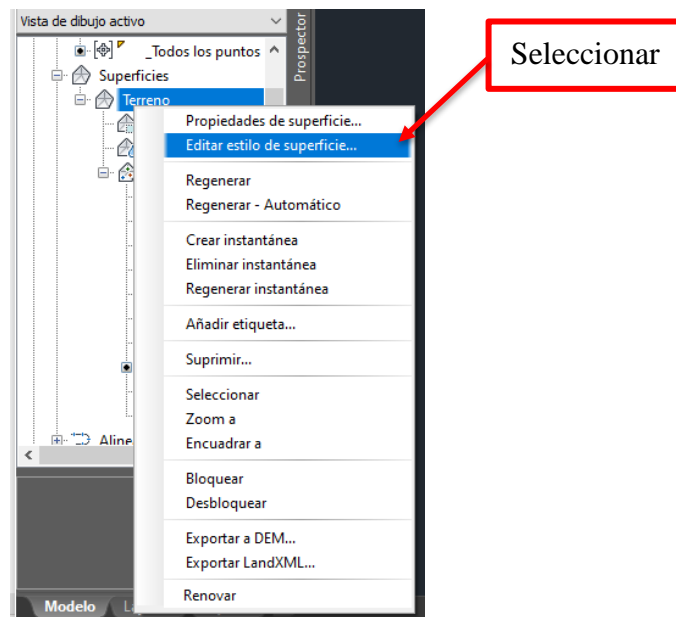 Vista de dibujo activo
_Todos los puntos
Superficies
Terreno
Prospector
Seleccionar
Propiedades de superficie...
Editar estilo de superficie...
Regenerar
Regenerar - Automático
Crear instantánea
Eliminar instantánea
Regenerar instantánea
Añadir etiqueta...
Suprimir...
Seleccionar
Zoom a
Encuadrar a
Aline
Bloquear
Desbloquear
Exportar a DEM...
Exportar LandXML...
Renovar
Modelo